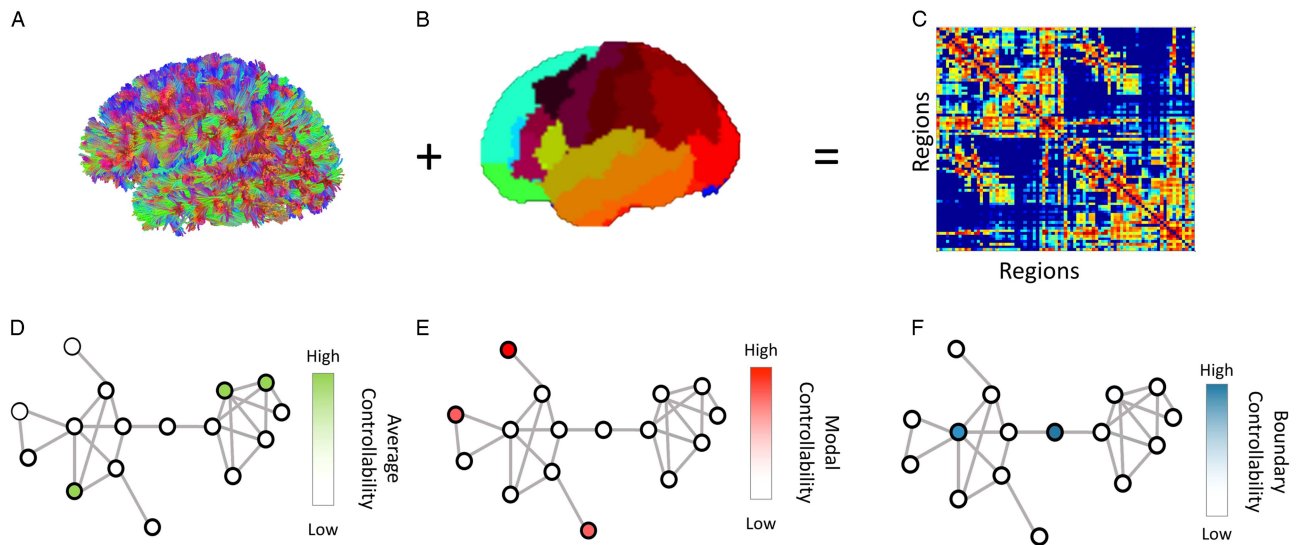 A
B
C
+
=
Regions
Regions
D
High
Low
Average
Controllability
E
High
Low
Modal
Controllability
F
High
Low
Boundary
Controllability